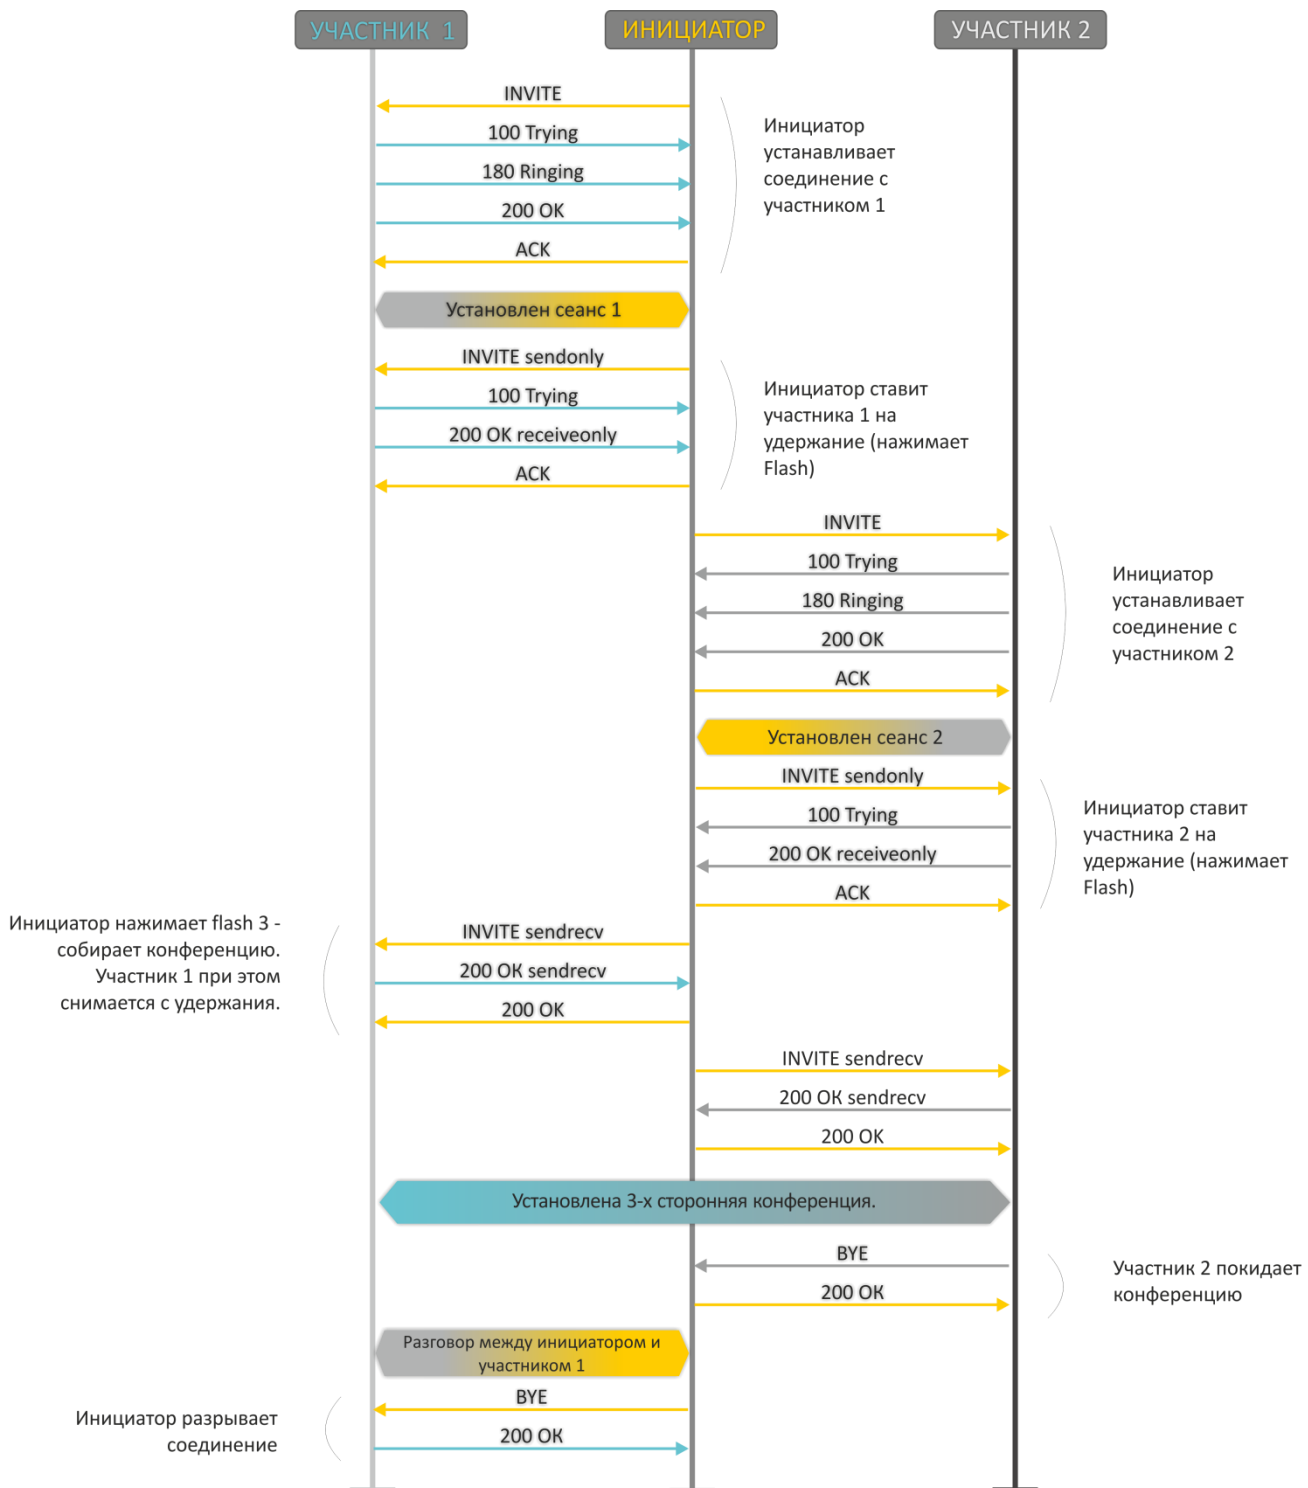 УЧАСТНИК 1
ИНИЦИАТОР
УЧАСТНИК 2
INVITE
100 Trying
180 Ringing
200 OK
ACK
Инициатор
устанавливает
соединение с
участником 1
Установлен сеанс 1
INVITE sendonly
100 Trying
200 OK receiveonly
ACK
Инициатор ставит
участника 1 на
удержание (нажимает
Flash)
INVITE
100 Trying
180 Ringing
200 OK
ACK
Инициатор
устанавливает
соединение с
участником 2
Установлен сеанс 2
INVITE sendonly
100 Trying
200 OK receiveonly
ACK
Инициатор ставит
участника 2 на
удержание (нажимает
Flash)
Инициатор нажимает flash 3 -
собирает конференцию.
Участник 1 при этом
снимается с удержания.
INVITE sendrecv
200 OK sendrecv
200 OK
INVITE sendrecv
200 OK sendrecv
200 OK
Установлена 3-х сторонняя конференция.
BYE
200 OK
Участник 2 покидает
конференцию
Разговор между инициатором и
участником 1
BYE
200 OK
Инициатор разрывает
соединение